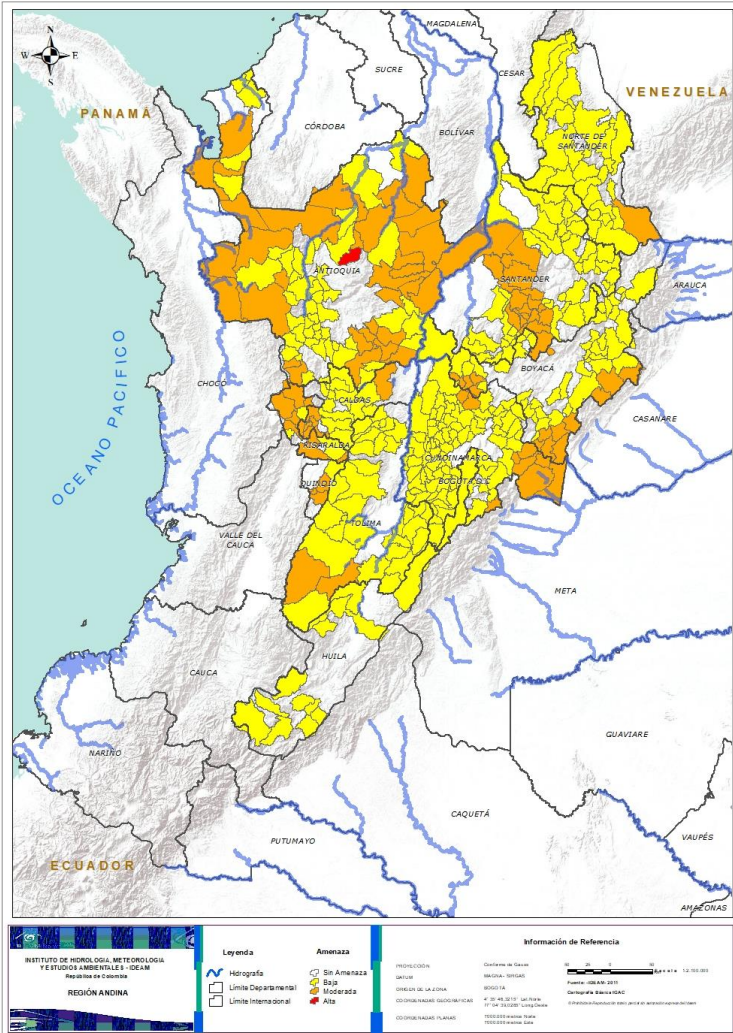 N
W E
S
MAGDALENA
SUCRE
CESAR
VENEZUELA
PANAMÁ
CÓRDOBA
BOLÍVAR
NORTE DE
SANTANDER
ANTIOQUIA
SANTANDER
ARAUCA
OCEANO PACIFICO
CHOCÓ
BOYACÁ
CALDAS
CASANARE
RISARALDA
CUNDINAMARCA
QUINDÍO
BOGOTÁ D.C
TOLIMA
VALLE DEL
CAUCA
META
HUILA
CAUCA
GUAVIARE
NARIÑO
CAQUETÁ
PUTUMAYO
VAUPÉS
ECUADOR
AMAZONAS
INSTITUTO DE HIDROLOGIA, METEOROLOGIA
Y ESTUDIOS AMBIENTALES - IDEAM
República de Colombia
REGIÓN ANDINA
Leyenda
Hidrografía
Límite Departamental
Límite Internacional
Amenaza
Sin Amenaza
Baja
Moderada
Alta
Información de Referencia
PROYECCIÓN
DATUM
ORIGEN DE LA ZONA
COORDENADAS GEOGRÁFICAS
COORDENADAS PLANAS
Conforme de Gauss
MAGNA - SIRGAS
BOGOTÁ
Fuente: IDEAM- 2011
Cartografía Básica IGAC